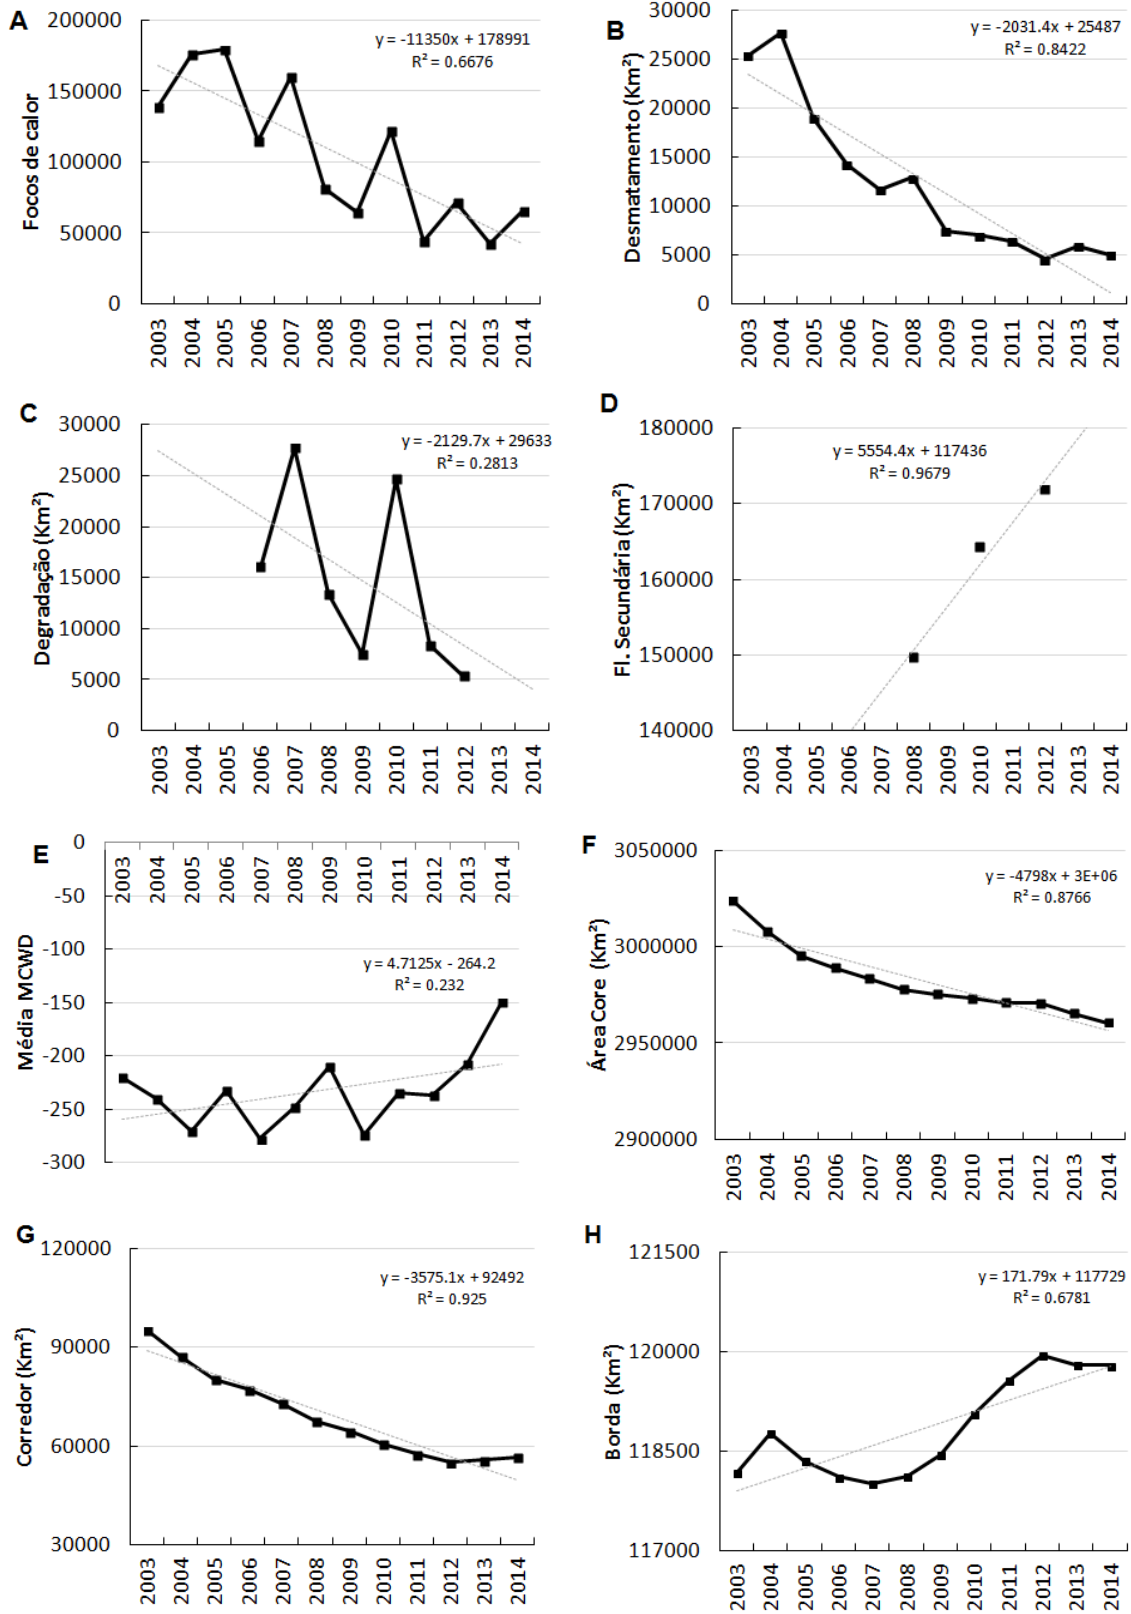 A
Focos de calor
200000
150000
100000
50000
0
y = -11350x + 178991
R² = 0.6676
2003 2004 2005 2006 2007 2008 2009 2010 2011 2012 2013 2014
B
Desmatamento (Km²)
30000
25000
20000
15000
10000
5000
0
y = -2031.4x + 25487
R² = 0.8422
2003 2004 2005 2006 2007 2008 2009 2010 2011 2012 2013 2014
C
Degradação (Km²)
30000
25000
20000
15000
10000
5000
0
y = -2129.7x + 29633
R² = 0.2813
2003 2004 2005 2006 2007 2008 2009 2010 2011 2012 2013 2014
D
Fl. Secundária (Km²)
180000
170000
160000
150000
140000
y = 5554.4x + 117436
R² = 0.9679
2003 2004 2005 2006 2007 2008 2009 2010 2011 2012 2013 2014
E
Média MCWD
0
-50
-100
-150
-200
-250
-300
2003 2004 2005 2006 2007 2008 2009 2010 2011 2012 2013 2014
y = 4.7125x - 264.2
R² = 0.232
F
Área Core (Km²)
3050000
3000000
2950000
2900000
y = -4798x + 3E+06
R² = 0.8766
2003 2004 2005 2006 2007 2008 2009 2010 2011 2012 2013 2014
G
Corredor (Km²)
120000
90000
60000
30000
y = -3575.1x + 92492
R² = 0.925
2003 2004 2005 2006 2007 2008 2009 2010 2011 2012 2013 2014
H
Borda (Km²)
121500
120000
118500
117000
y = 171.79x + 117729
R² = 0.6781
2003 2004 2005 2006 2007 2008 2009 2010 2011 2012 2013 2014